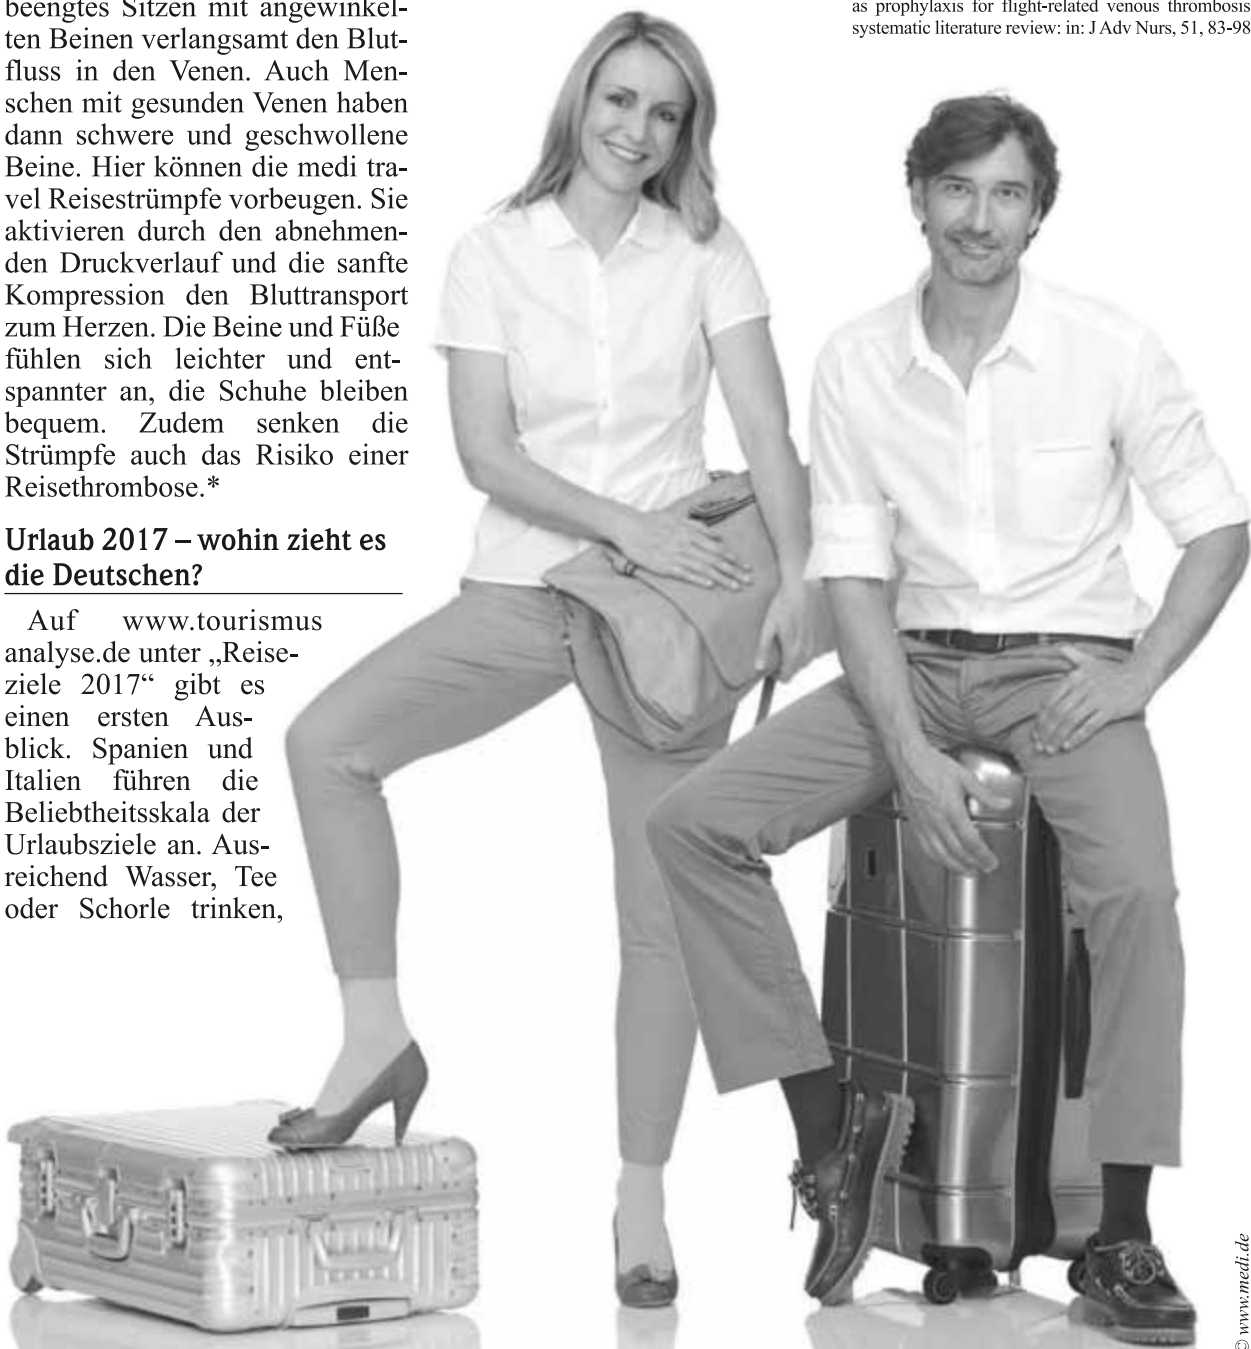 beengtes Sitzen mit angewinkel-
ten Beinen verlangsamt den Blut-
fluss in den Venen. Auch Men-
schen mit gesunden Venen haben
dann schwere und geschwollene
Beine. Hier können die medi tra-
vel Reisestrümpfe vorbeugen. Sie
aktivieren durch den abnehmen-
den Druckverlauf und die sanfte
Kompression den Bluttransport
zum Herzen. Die Beine und Füße
fühlen sich leichter und ent-
spannter an, die Schuhe bleiben
bequem. Zudem senken die
Strümpfe auch das Risiko einer
Reisethrombose.*
Urlaub 2017 – wohin zieht es
die Deutschen?
Auf www.tourismus
analyse.de unter „Reise-
ziele 2017“ gibt es
einen ersten Aus-
blick. Spanien und
Italien führen die
Beliebtheitsskala der
Urlaubsziele an. Aus-
reichend Wasser, Tee
oder Schorle trinken,
as prophylaxis for flight-related venous thrombosis
systematic literature review: in: J Adv Nurs, 51, 83-98
© www.medi.de